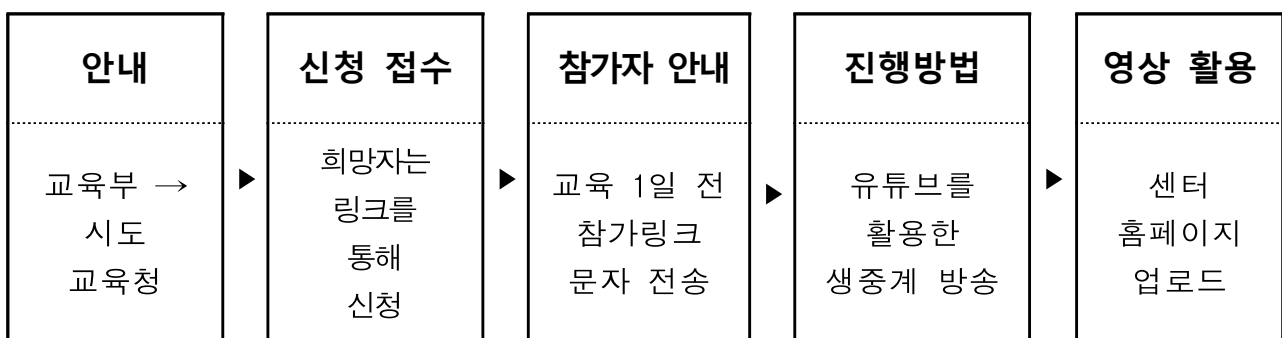 안내
교육부 →
시도
교육청
▶
신청 접수
희망자는
링크를
통해
신청
▶
참가자 안내
교육 1일 전
참가링크
문자 전송
▶
진행방법
유튜브를
활용한
생중계 방송
▶
영상 활용
센터
홈페이지
업로드